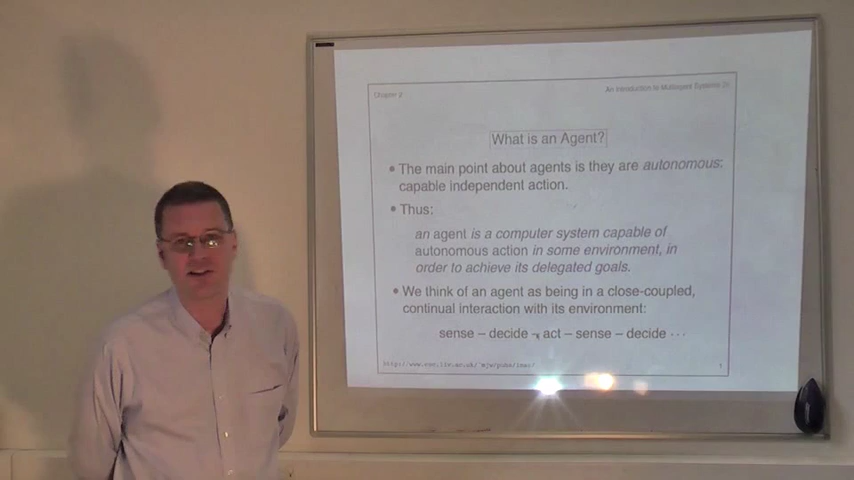 Chapter 2
An Introduction to Multiagent Systems 2e
What is an Agent?
• The main point about agents is they are autonomous:
capable independent action.
• Thus:
an agent is a computer system capable of
autonomous action in some environment, in
order to achieve its delegated goals.
• We think of an agent as being in a close-coupled,
continual interaction with its environment:
sense – decide – act – sense – decide ···
1